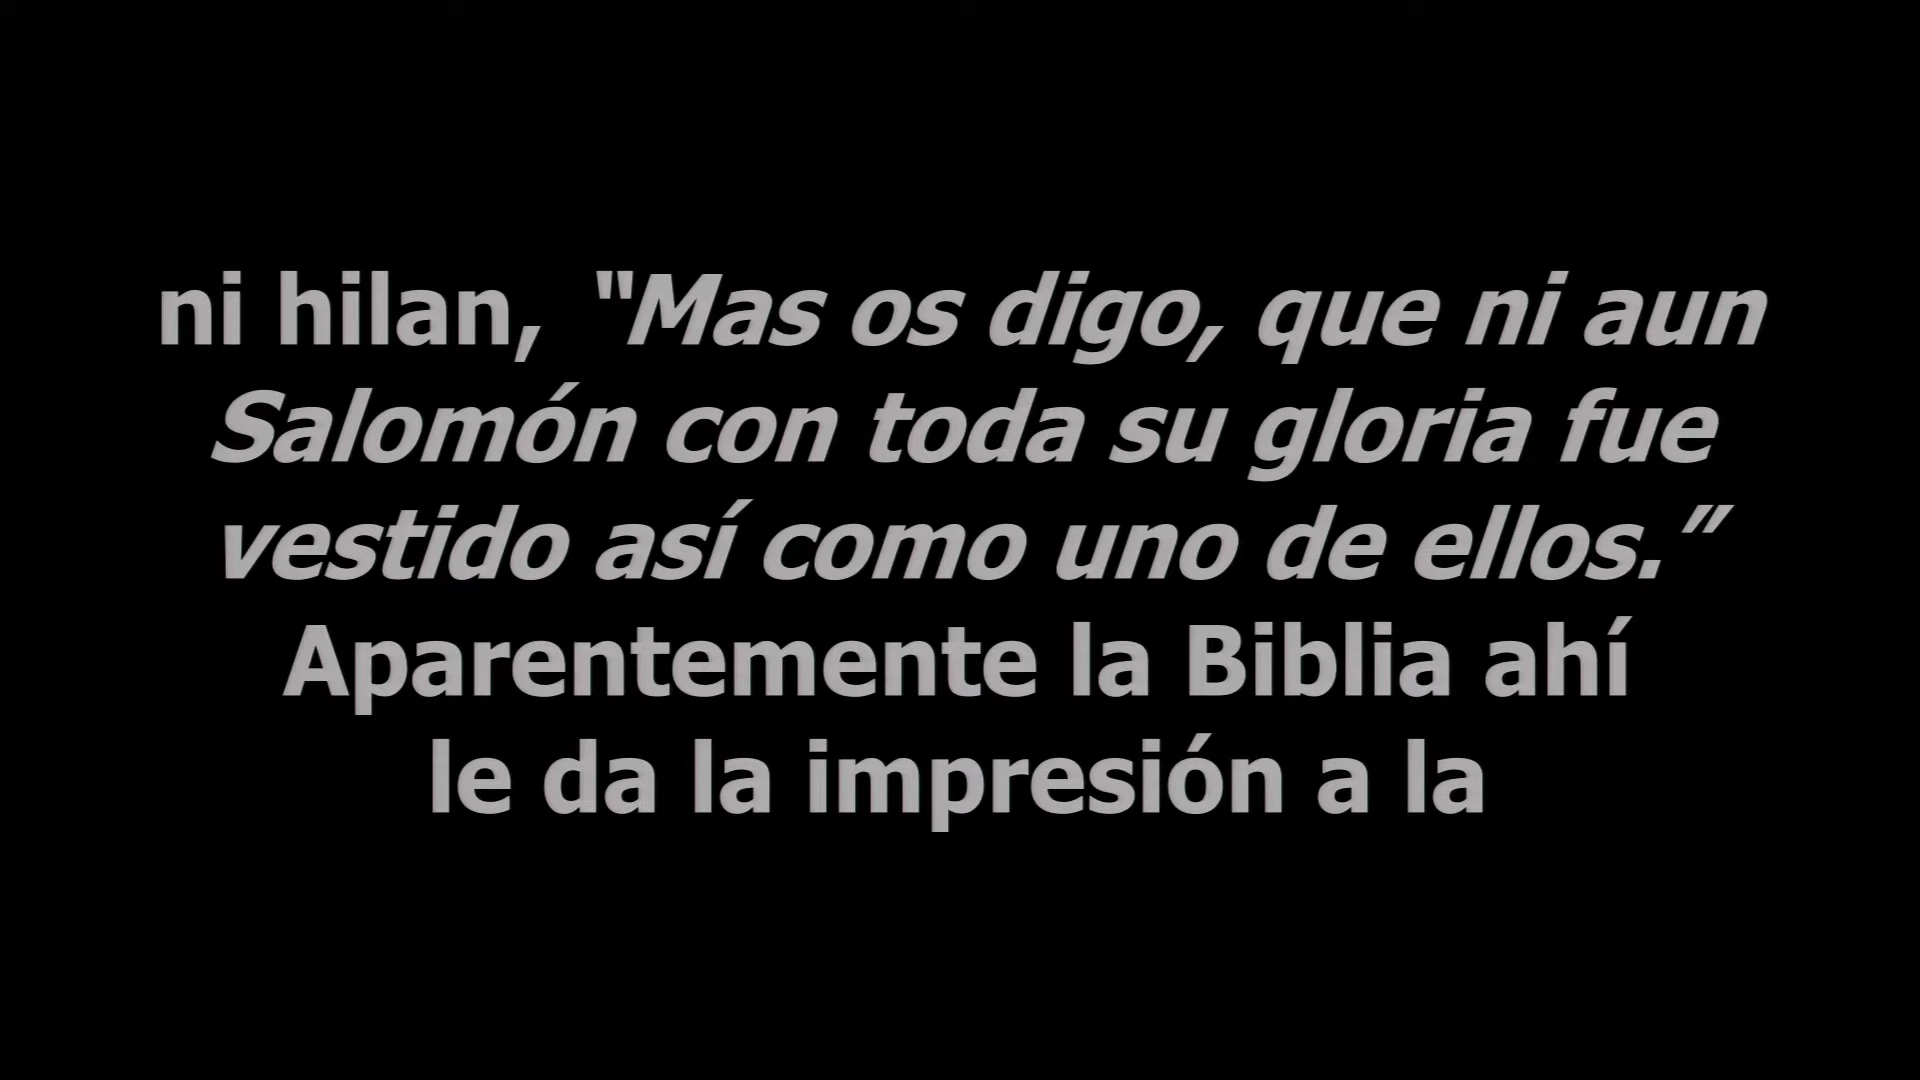 ni hilan, “Mas os digo, que ni aun
Salomón con toda su gloria fue
vestido así como uno de ellos.”
Aparentemente la Biblia ahí
le da la impresión a la